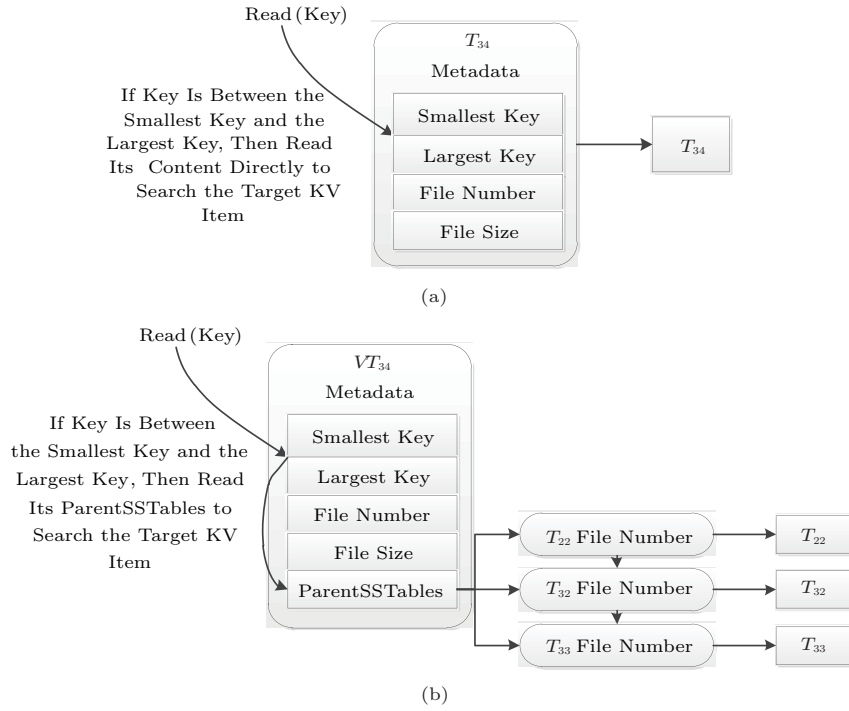 Read (Key)
T34
Metadata
If Key Is Between the
Smallest Key and the
Largest Key, Then Read
Its Content Directly to
Search the Target KV
Item
Smallest Key
Largest Key
File Number
File Size
T34
(a)
Read (Key)
VT34
Metadata
If Key Is Between
the Smallest Key and the
Largest Key, Then Read
Its ParentSSTables to
Search the Target KV
Item
Smallest Key
Largest Key
File Number
File Size
ParentSSTables
T22 File Number
T22
T32 File Number
T32
T33 File Number
T33
(b)